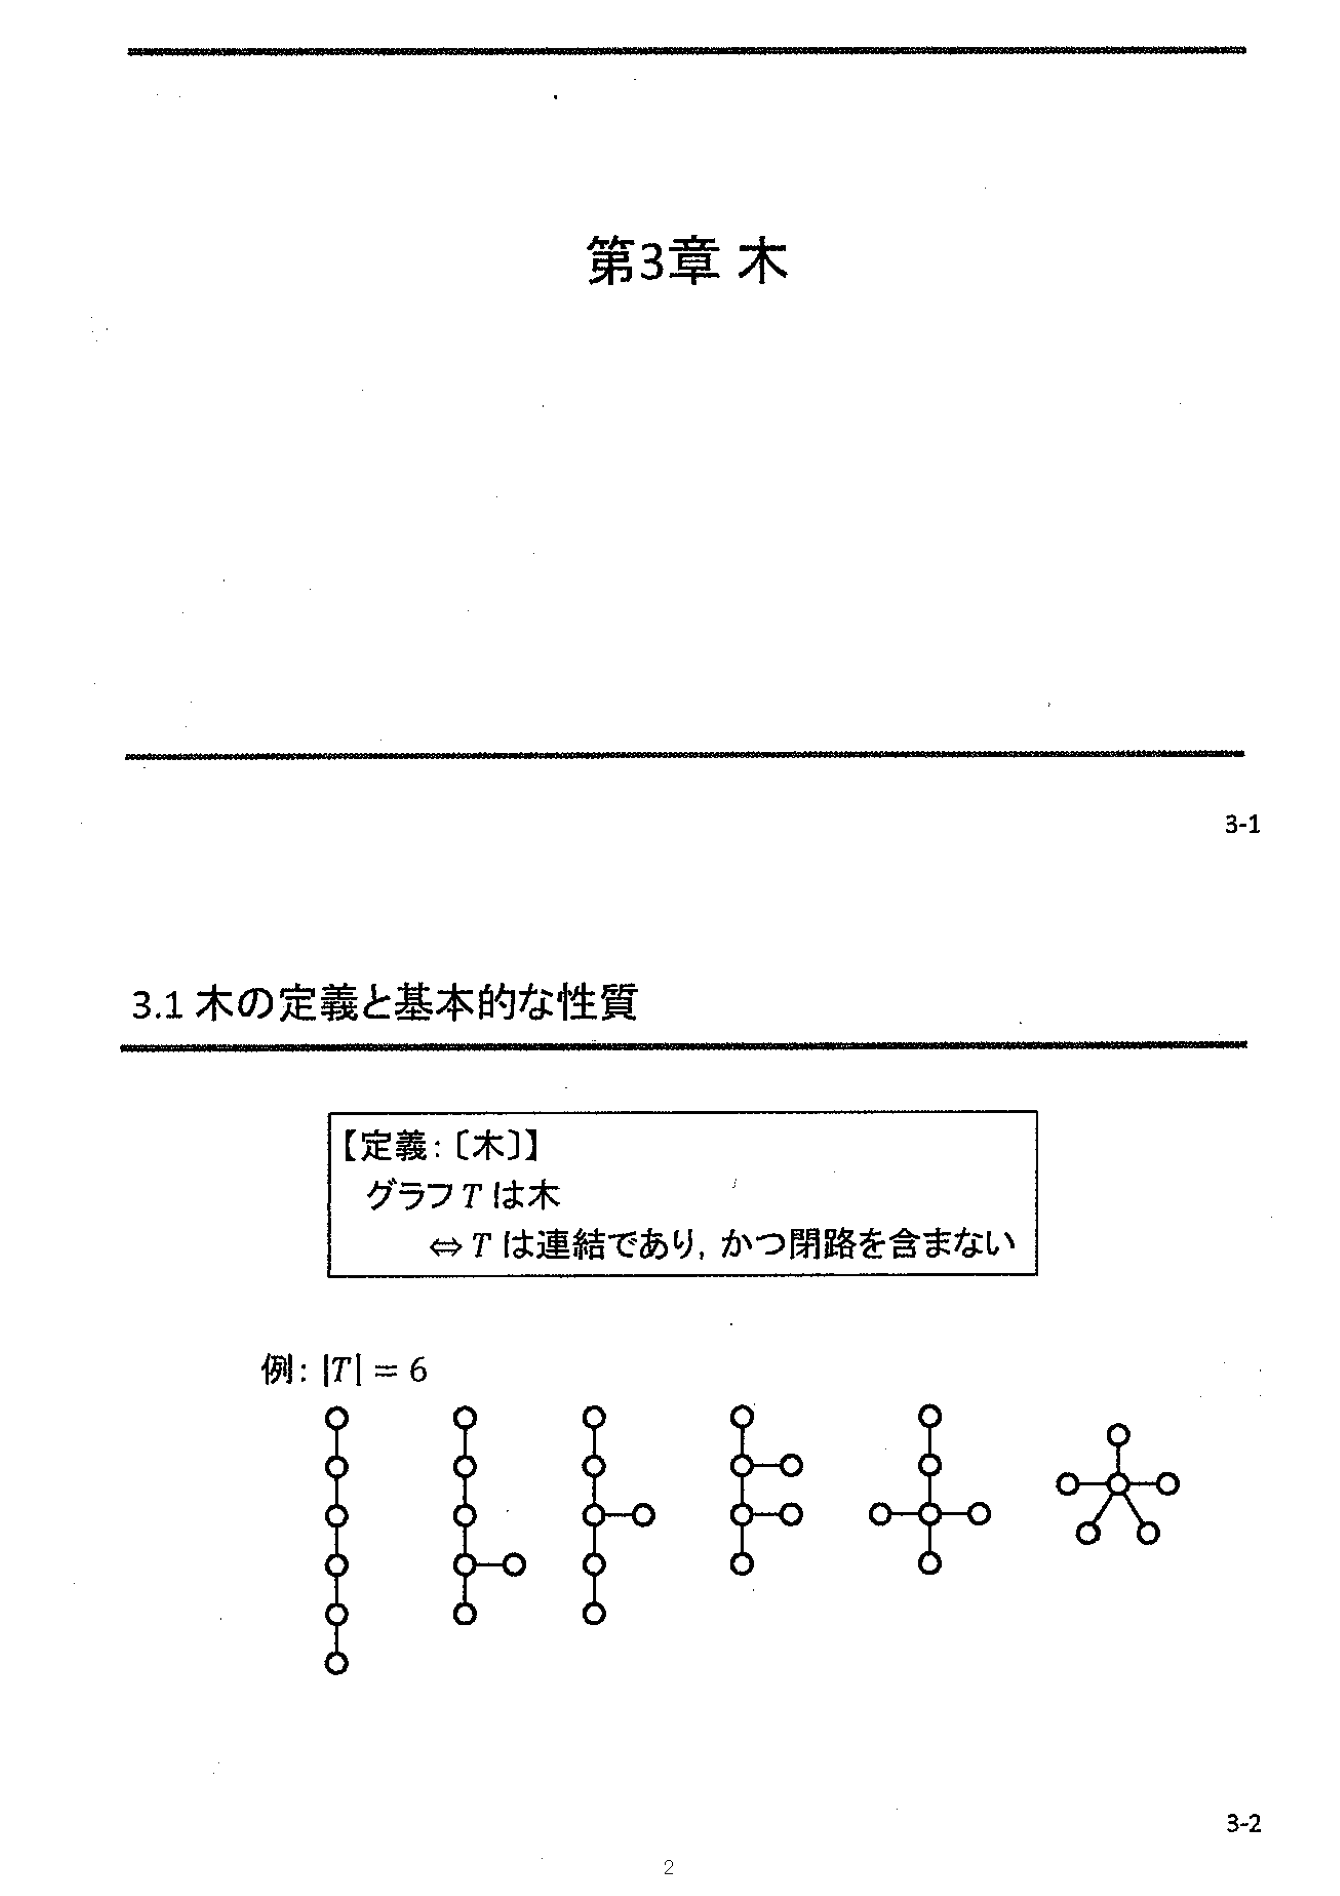 第3章 木
3-1
3.1 木の定義と基本的な性質
【定義:〔木〕】
グラフ T は木
⇔ T は連結であり, かつ閉路を含まない
例: |T| = 6
3-2
2